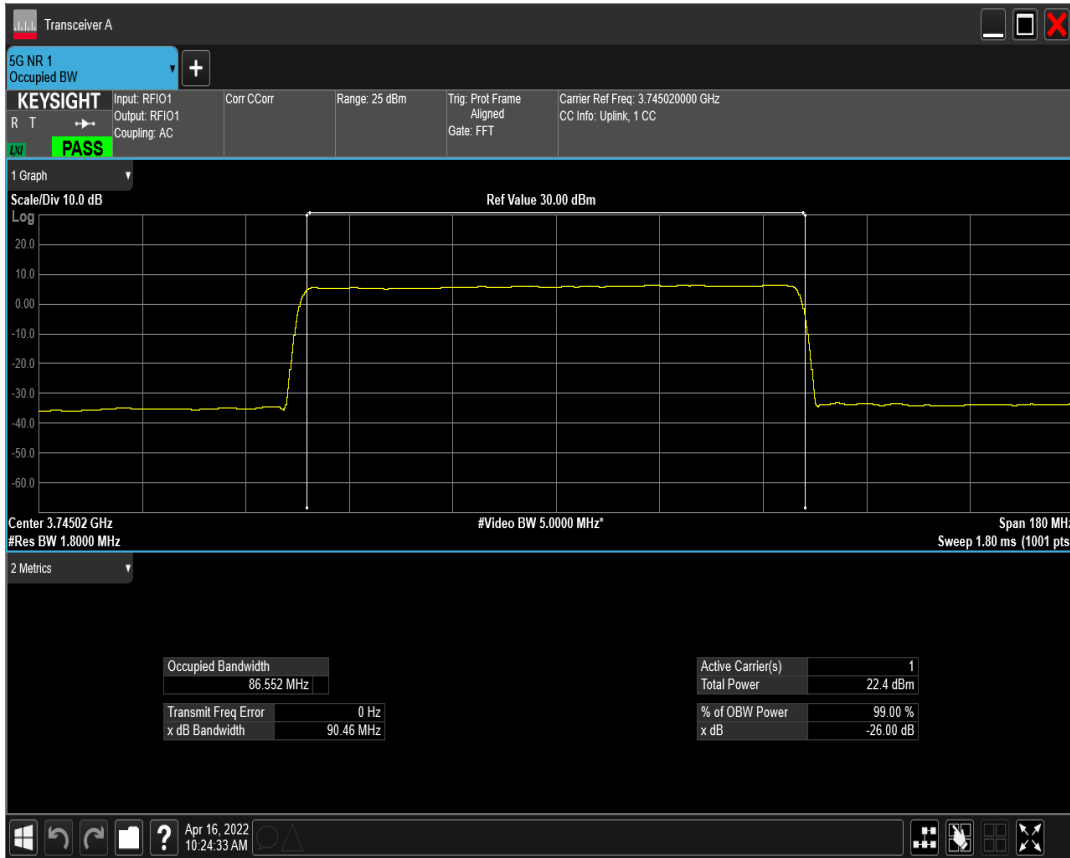 Transceiver A
5G NR 1
Occupied BW
+
KEYSIGHT
R T
LXI
PASS
Input: RFIO1
Output: RFIO1
Coupling: AC
Corr CCorr
Range: 25 dBm
Trig: Prot Frame
Aligned
Gate: FFT
Carrier Ref Freq: 3.745020000 GHz
CC Info: Uplink, 1 CC
1 Graph
Scale/Div 10.0 dB
Ref Value 30.00 dBm
Log
20.0
10.0
0.00
-10.0
-20.0
-30.0
-40.0
-50.0
-60.0
Center 3.74502 GHz
#Video BW 5.0000 MHz*
Span 180 MHz
#Res BW 1.8000 MHz
Sweep 1.80 ms (1001 pts
2 Metrics
Occupied Bandwidth
86.552 MHz
Transmit Freq Error 0 Hz
x dB Bandwidth 90.46 MHz
Active Carrier(s) 1
Total Power 22.4 dBm
% of OBW Power 99.00 %
x dB -26.00 dB
?
Apr 16, 2022
10:24:33 AM